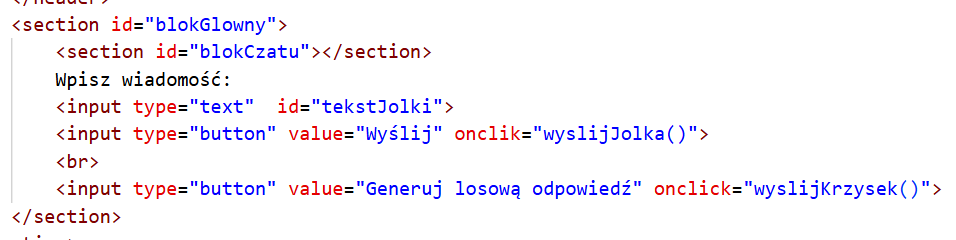 </header>
<section id="blokGlowny">
<section id="blokCzatu"></section>
Wpisz wiadomość:
<input type="text"  id="tekstJolki">
<input type="button" value="Wyślij" onclik="wyslijJolka()">
<br>
<input type="button" value="Generuj losową odpowiedź" onclick="wyslijKrzysek()">
</section>